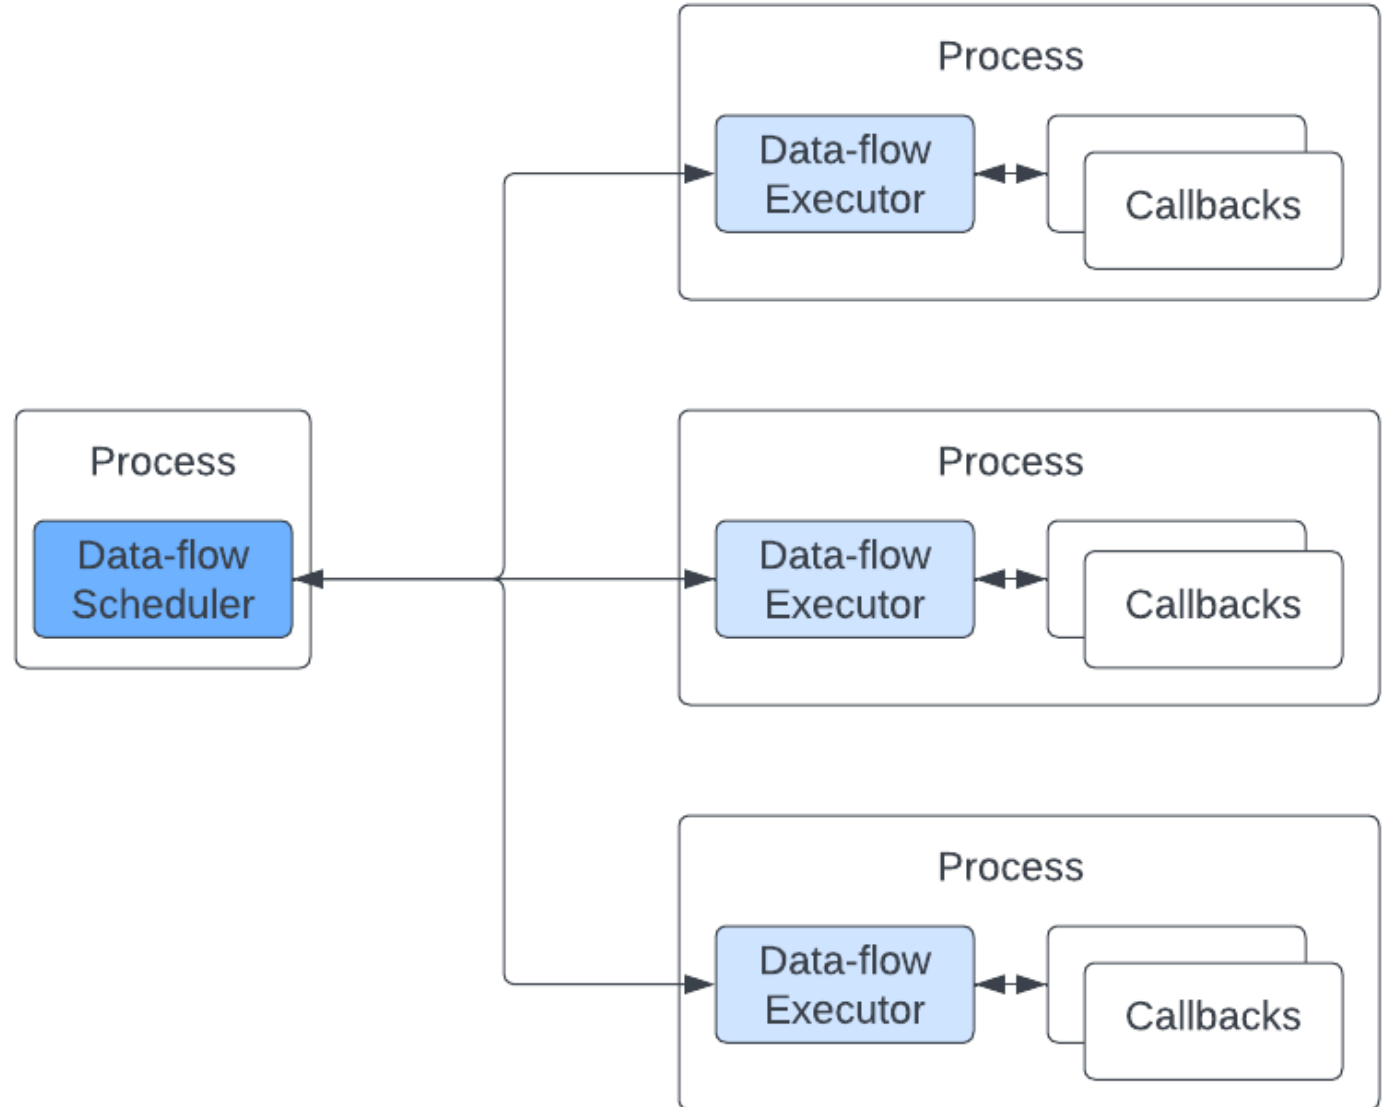 Process
Data-flow
Executor
Callbacks
Process
Data-flow
Scheduler
Process
Data-flow
Executor
Callbacks
Process
Data-flow
Executor
Callbacks